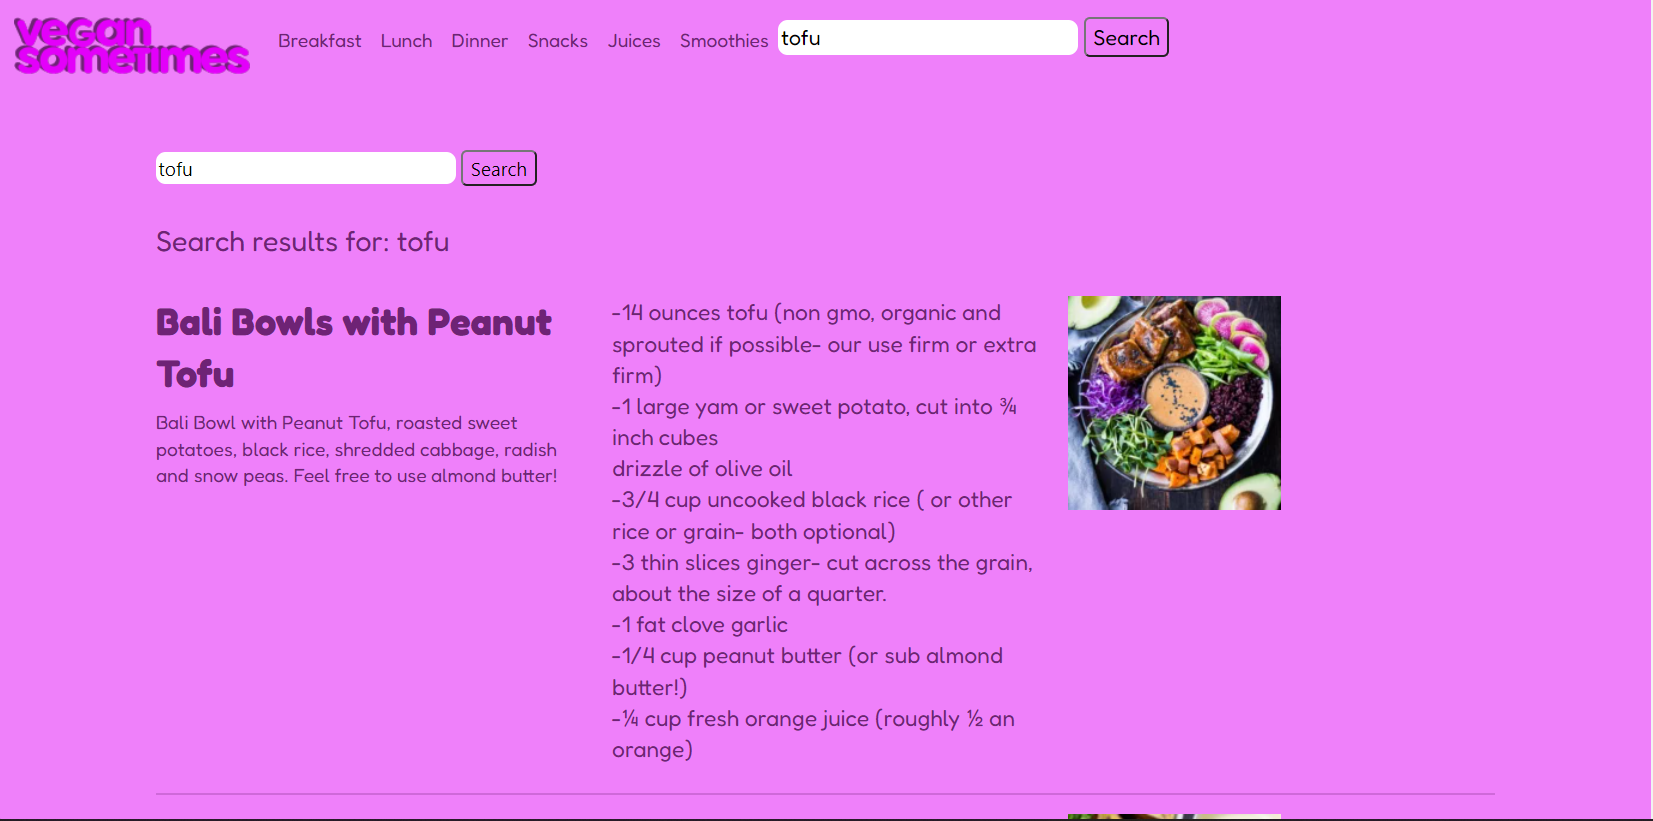 vegan
sometimes
Breakfast Lunch Dinner Snacks Juices Smoothies tofu Search
tofu Search
Search results for: tofu
Bali Bowls with Peanut
Tofu
Bali Bowl with Peanut Tofu, roasted sweet
potatoes, black rice, shredded cabbage, radish
and snow peas. Feel free to use almond butter!
-14 ounces tofu (non gmo, organic and
sprouted if possible- our use firm or extra
firm)
-1 large yam or sweet potato, cut into ¾
inch cubes
drizzle of olive oil
-3/4 cup uncooked black rice ( or other
rice or grain- both optional)
-3 thin slices ginger- cut across the grain,
about the size of a quarter.
-1 fat clove garlic
-1/4 cup peanut butter (or sub almond
butter!)
-¼ cup fresh orange juice (roughly ½ an
orange)